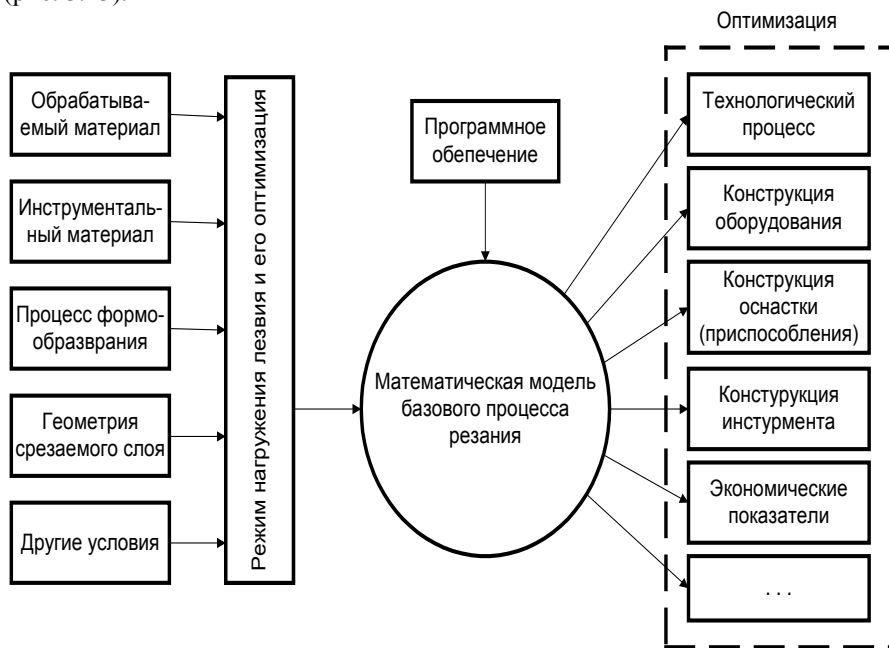 Оптимизация
Обрабатыва-
емый материал
Инструменталь-
ный материал
Процесс формо-
образврания
Геометрия
срезаемого слоя
Другие условия
Режим нагружения лезвия и его оптимизация
Программное
обепечение
Математическая модель
базового процесса
резания
Технологический
процесс
Конструкция
оборудования
Конструкция
оснастки
(приспособления)
Констурукция
инстурмента
Экономические
показатели
. . .